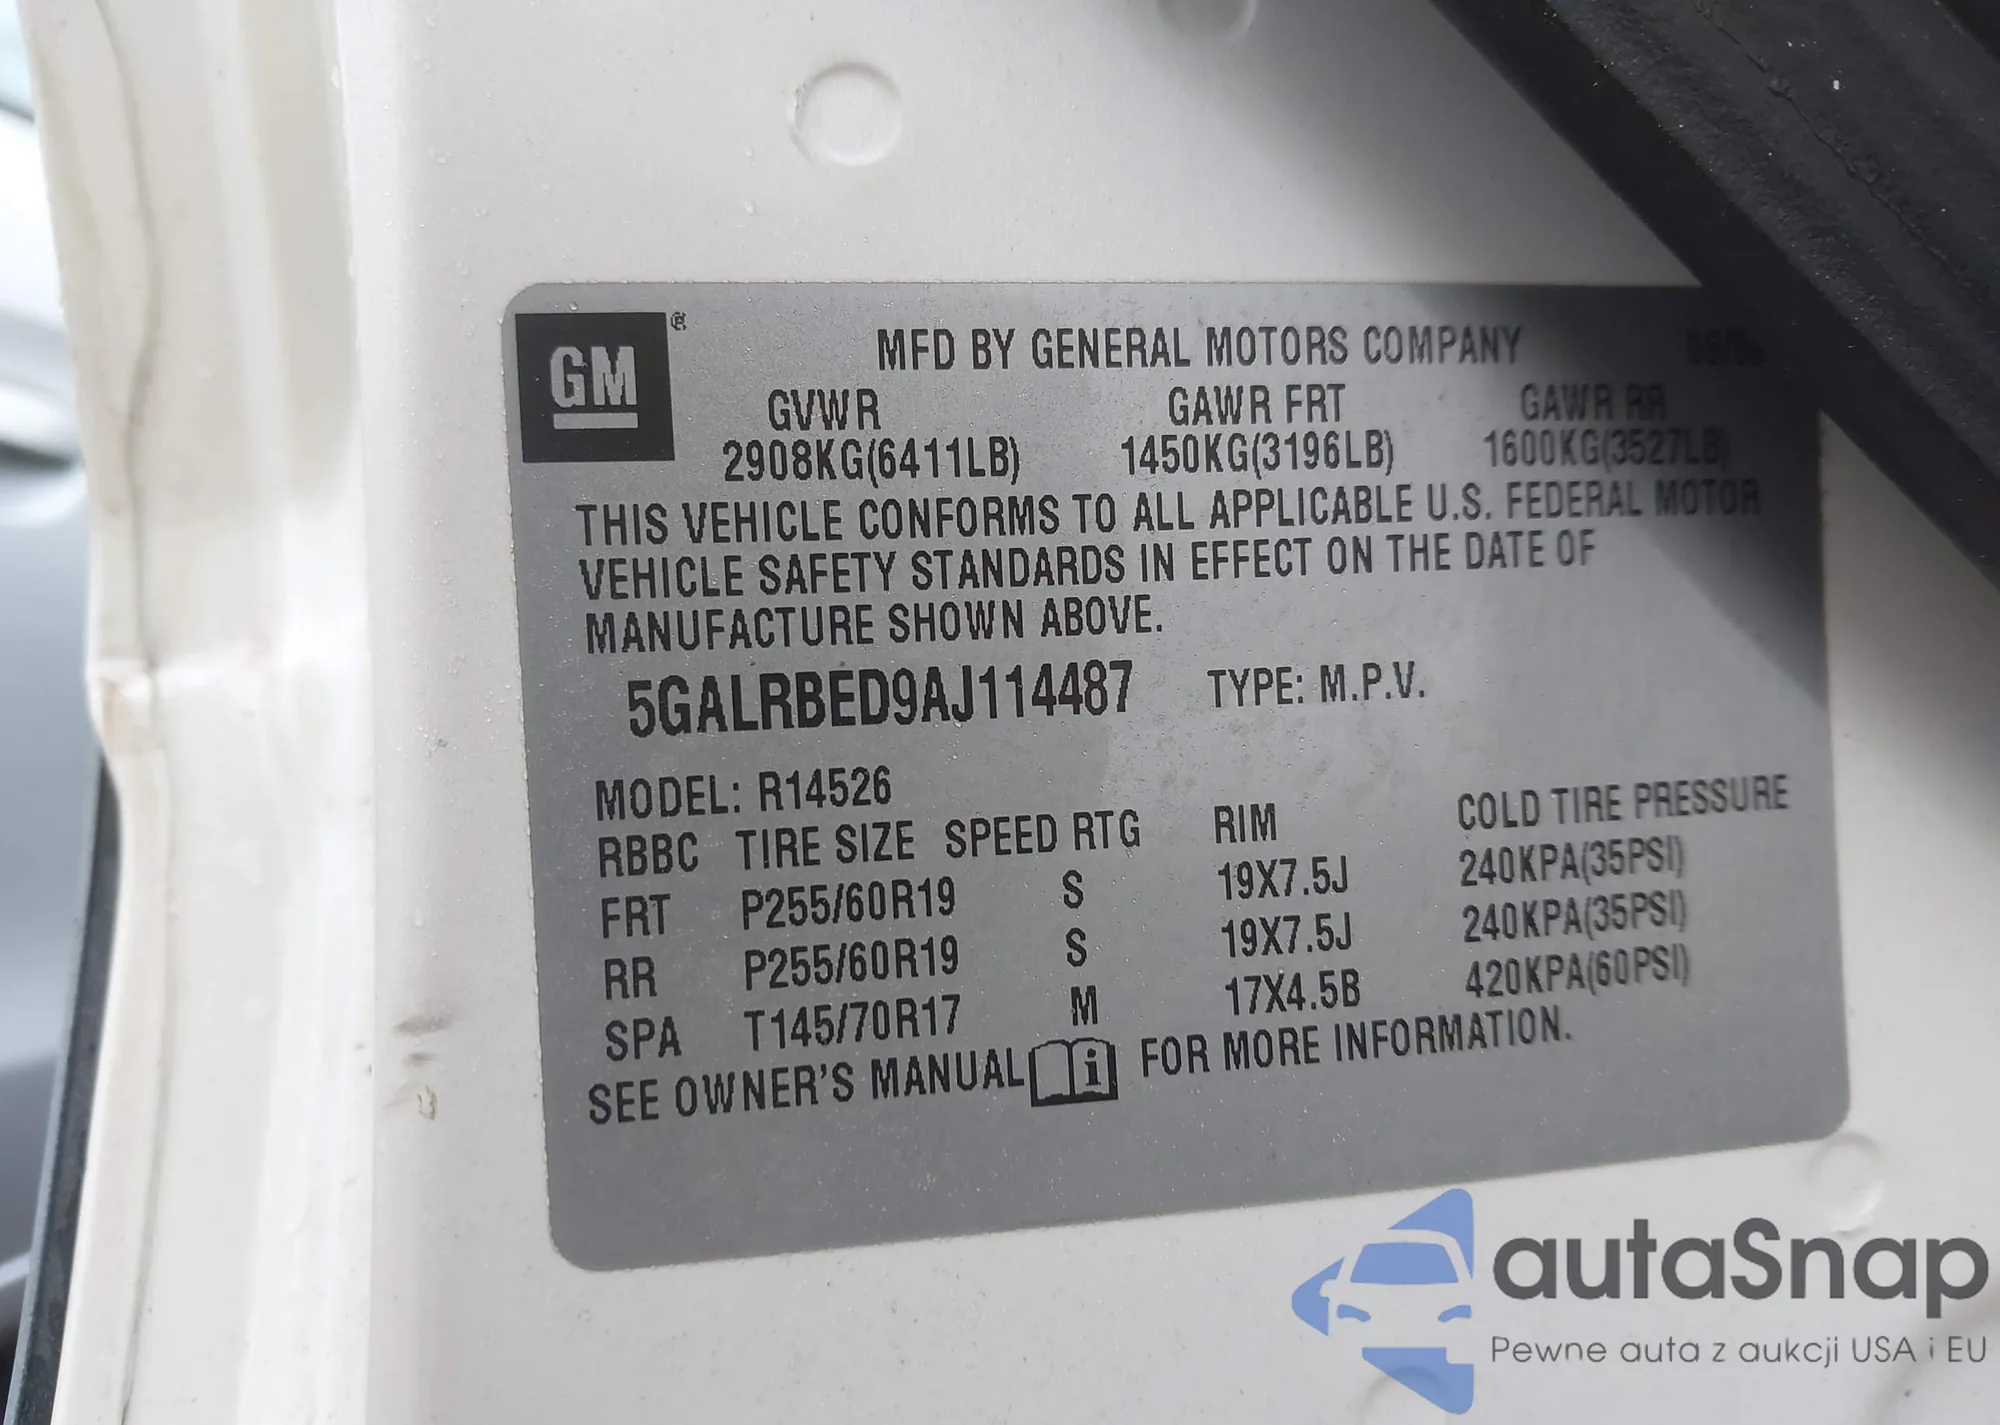 GM ®
MFD BY GENERAL MOTORS COMPANY
GVWR GAWR FRT GAWR RR
2908KG(6411LB) 1450KG(3196LB) 1600KG(3527LB)
THIS VEHICLE CONFORMS TO ALL APPLICABLE U.S. FEDERAL MOTOR
VEHICLE SAFETY STANDARDS IN EFFECT ON THE DATE OF
MANUFACTURE SHOWN ABOVE.
5GALRBED9AJ114487 TYPE: M.P.V.
MODEL: R14526
RBBC TIRE SIZE SPEED RTG RIM COLD TIRE PRESSURE
FRT P255/60R19 S 19X7.5J 240KPA(35PSI)
RR P255/60R19 S 19X7.5J 240KPA(35PSI)
SPA T145/70R17 M 17X4.5B 420KPA(60PSI)
SEE OWNER'S MANUAL i FOR MORE INFORMATION.
autaSnap
Pewne auta z aukcji USA i EU